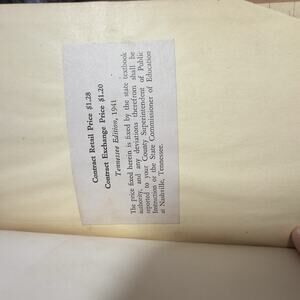 Contract Retail Price $1.28
Contract Exchange Price $1.20
Tennessee Edition, 1941
The price fixed herein is fixed by the state textbook
authority, and any deviations therefrom shall be
reported to your County Superintendent of Public
Instruction or the State Commissioner of Education
at Nashville, Tennessee.